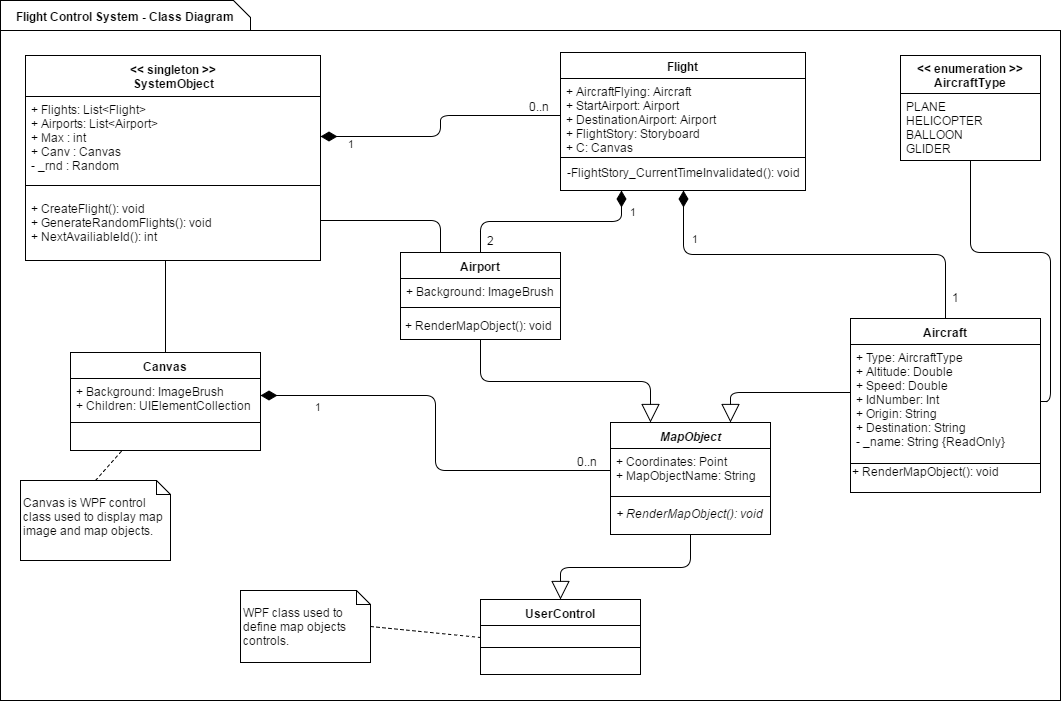 Flight Control System - Class Diagram
<< singleton >>
SystemObject
+ Flights: List<Flight>
+ Airports: List<Airport>
+ Max : int
+ Canv : Canvas
- _rnd : Random
+ CreateFlight(): void
+ GenerateRandomFlights(): void
+ NextAvailiableId(): int
1
0..n
Flight
+ AircraftFlying: Aircraft
+ StartAirport: Airport
+ DestinationAirport: Airport
+ FlightStory: Storyboard
+ C: Canvas
-FlightStory_CurrentTimeInvalidated(): void
<< enumeration >>
AircraftType
PLANE
HELICOPTER
BALLOON
GLIDER
1
2
1
1
Airport
+ Background: ImageBrush
+ RenderMapObject(): void
Aircraft
+ Type: AircraftType
+ Altitude: Double
+ Speed: Double
+ IdNumber: Int
+ Origin: String
+ Destination: String
- _name: String {ReadOnly}
+ RenderMapObject(): void
Canvas
+ Background: ImageBrush
+ Children: UIElementCollection
1
0..n
MapObject
+ Coordinates: Point
+ MapObjectName: String
+ RenderMapObject(): void
Canvas is WPF control
class used to display map
image and map objects.
WPF class used to
define map objects
controls.
UserControl